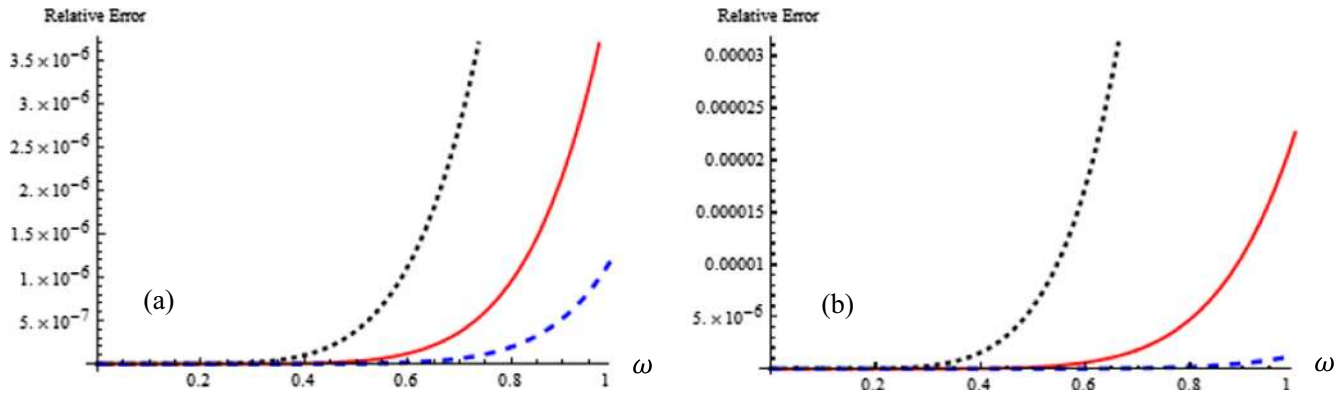 Relative Error
3.5 × 10⁻⁶
3. × 10⁻⁶
2.5 × 10⁻⁶
2. × 10⁻⁶
1.5 × 10⁻⁶
1. × 10⁻⁶
5. × 10⁻⁷
(a)
0.2 0.4 0.6 0.8 1 ω
Relative Error
0.00003
0.000025
0.00002
0.000015
0.00001
5. × 10⁻⁶
(b)
0.2 0.4 0.6 0.8 1 ω